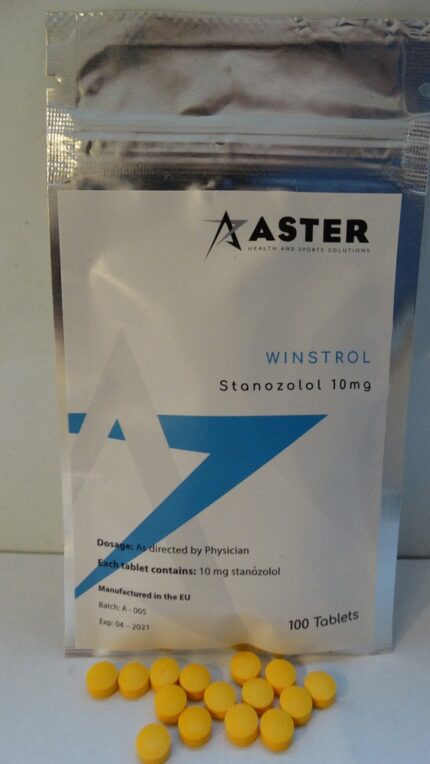 ASTER
HEALTH AND SPORTS SOLUTIONS
WINSTROL
Stanozolol 10mg
Dosage: As directed by Physician
Each tablet contains: 10 mg stanozolol
Manufactured in the EU
Batch: A - 005
Exp: 04 - 2021
100 Tablets